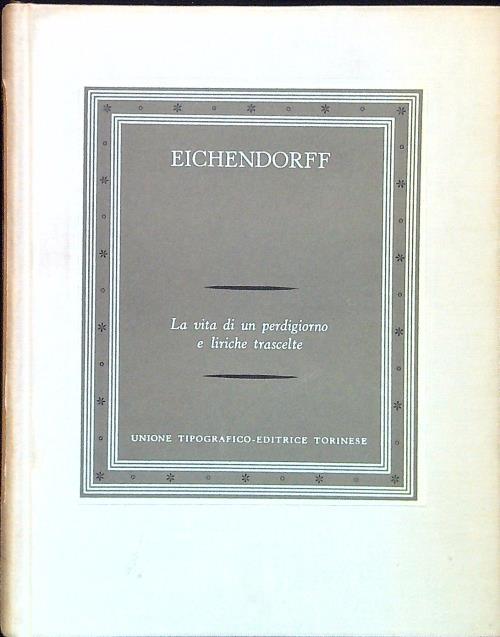 EICHENDORFF
La vita di un perdigiorno
e liriche trascelte
UNIONE TIPOGRAFICO-EDITRICE TORINESE